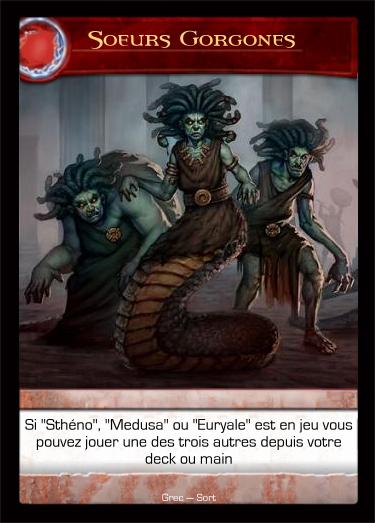 Soeurs Gorgones
Si "Sthéno", "Medusa" ou "Euryale" est en jeu vous
pouvez jouer une des trois autres depuis votre
deck ou main
Grec — Sort